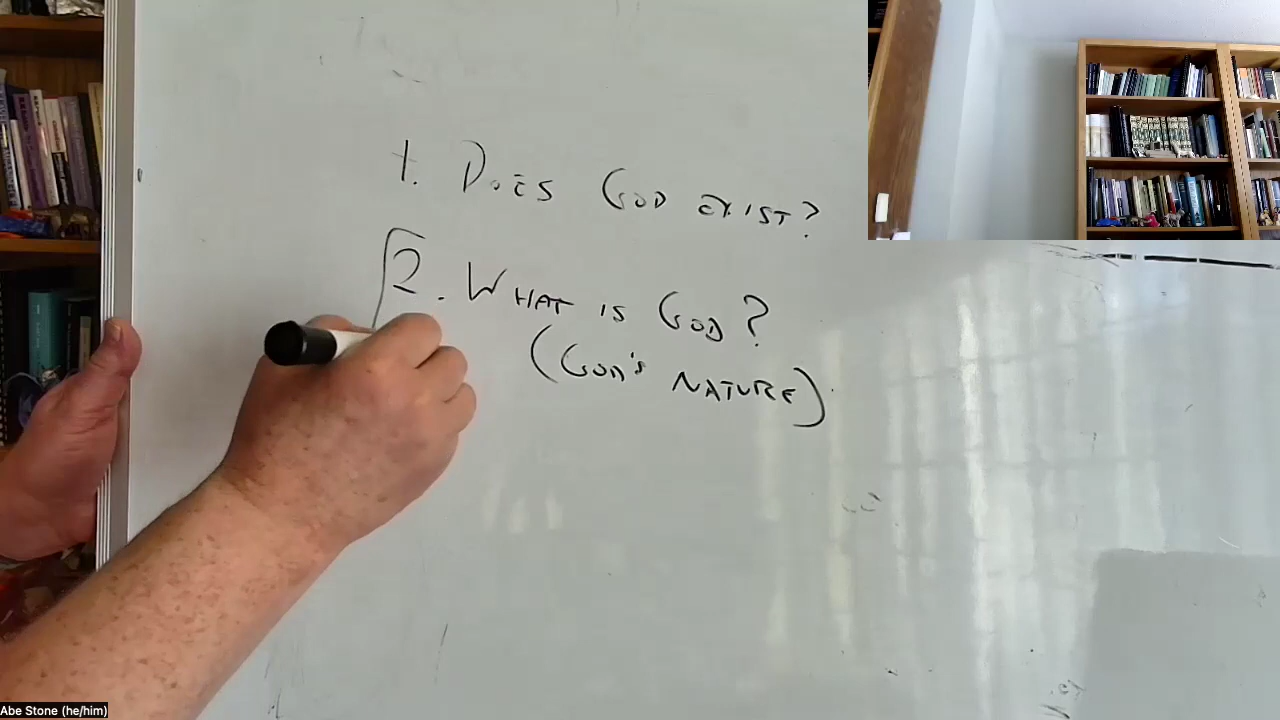 1. DOES GOD EXIST?
2. WHAT IS GOD?
(GOD'S NATURE)
Abe Stone (he/him)